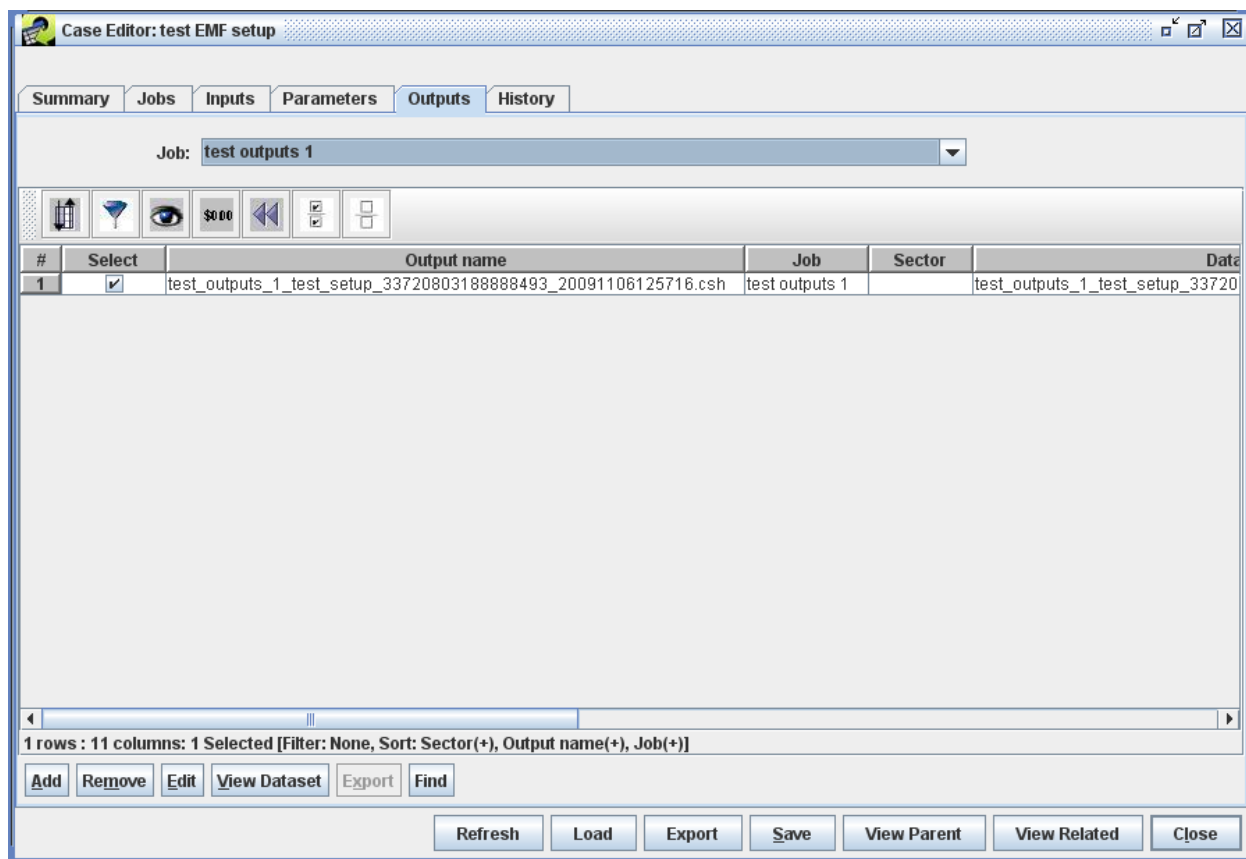 Case Editor: test EMF setup
Summary Jobs Inputs Parameters Outputs History
Job: test outputs 1
$0.00
# Select Output name Job Sector Data
1 test_outputs_1_test_setup_33720803188888493_20091106125716.csh test outputs 1 test_outputs_1_test_setup_33720
1 rows : 11 columns: 1 Selected [Filter: None, Sort: Sector(+), Output name(+), Job(+)]
Add Remove Edit View Dataset Export Find
Refresh Load Export Save View Parent View Related Close